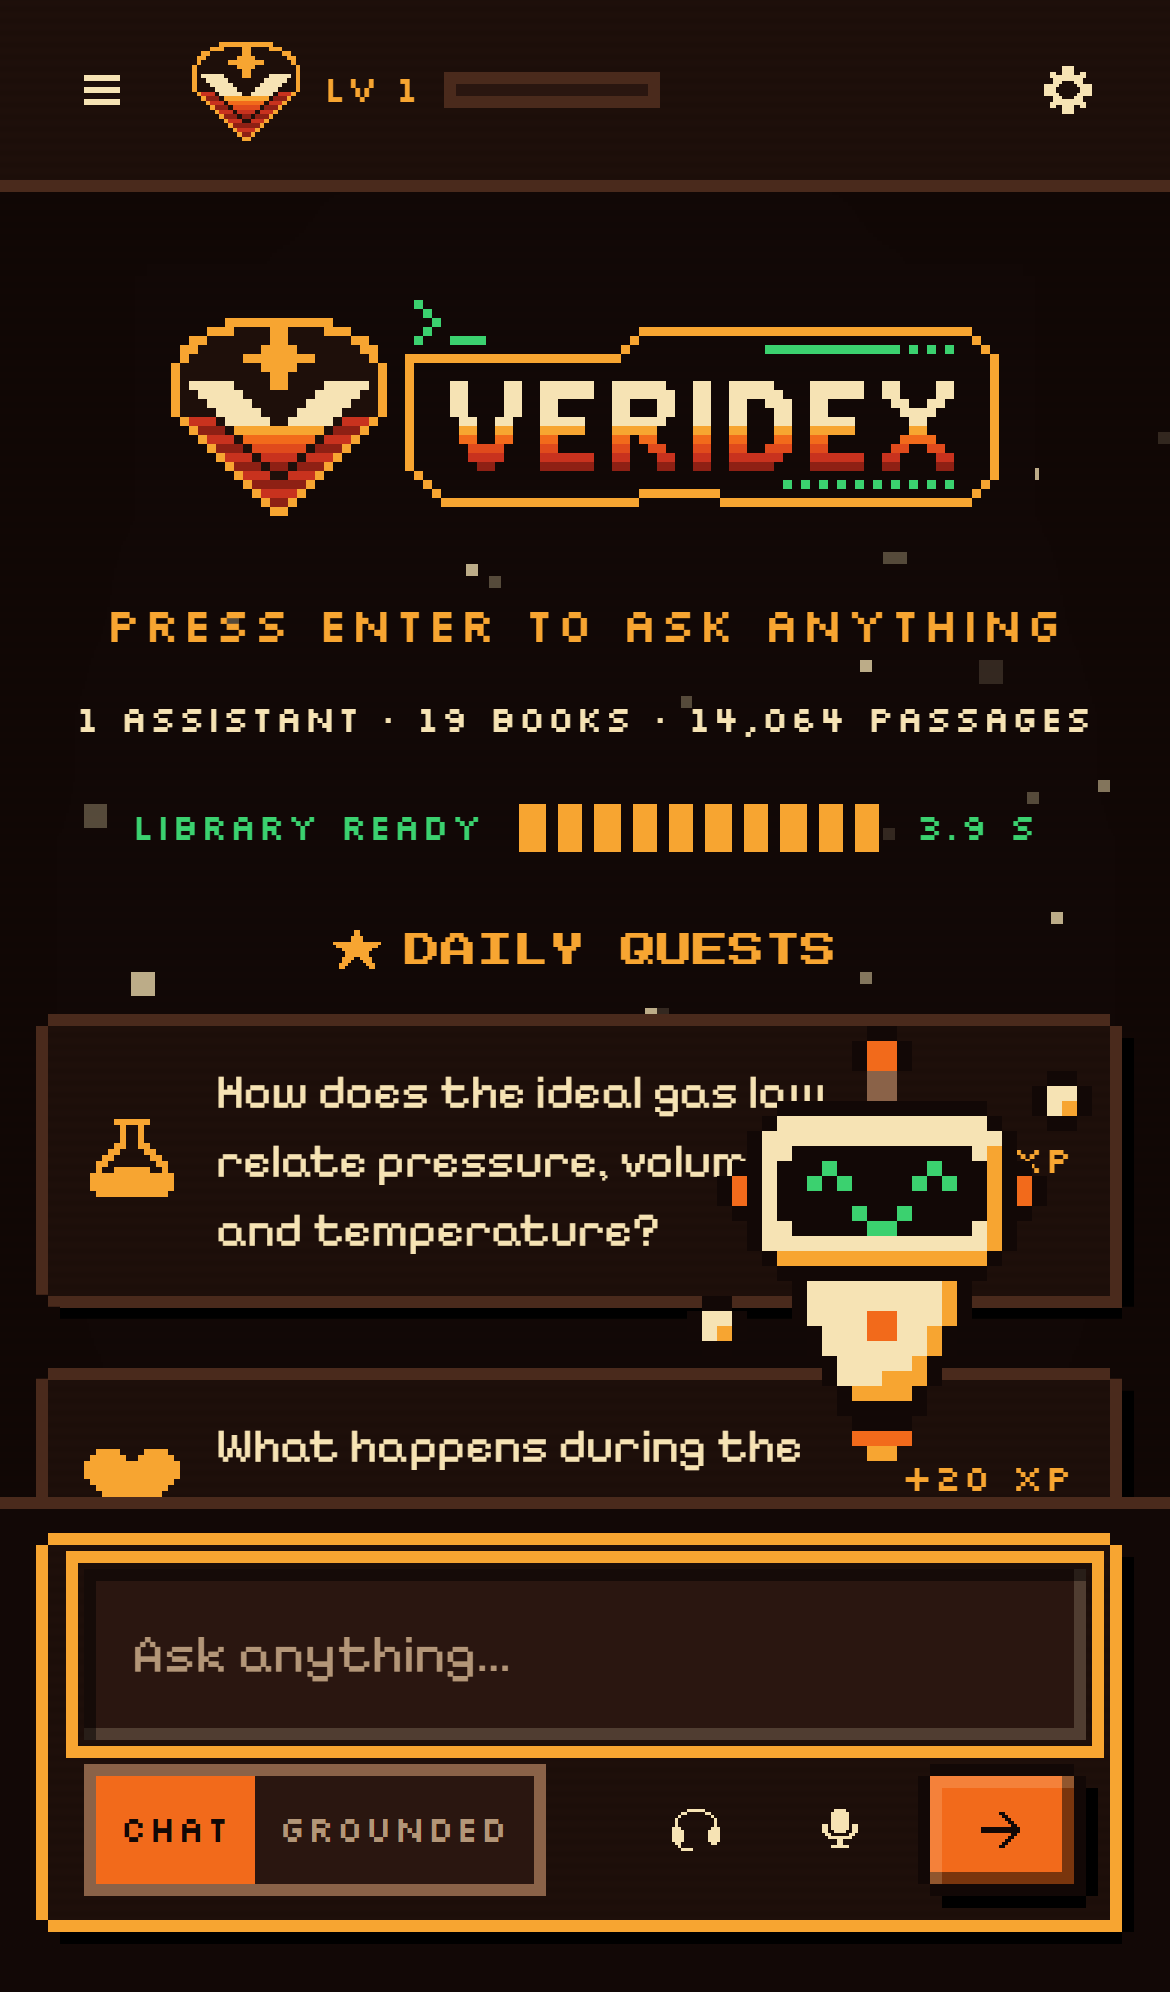 LV 1
>_
VERIDEX
PRESS ENTER TO ASK ANYTHING
1 ASSISTANT · 19 BOOKS · 14,064 PASSAGES
LIBRARY READY 3.9 S
DAILY QUESTS
How does the ideal gas
relate pressure,
XP
and temperature?
What happens during the
+20 XP
Ask anything...
CHAT GROUNDED